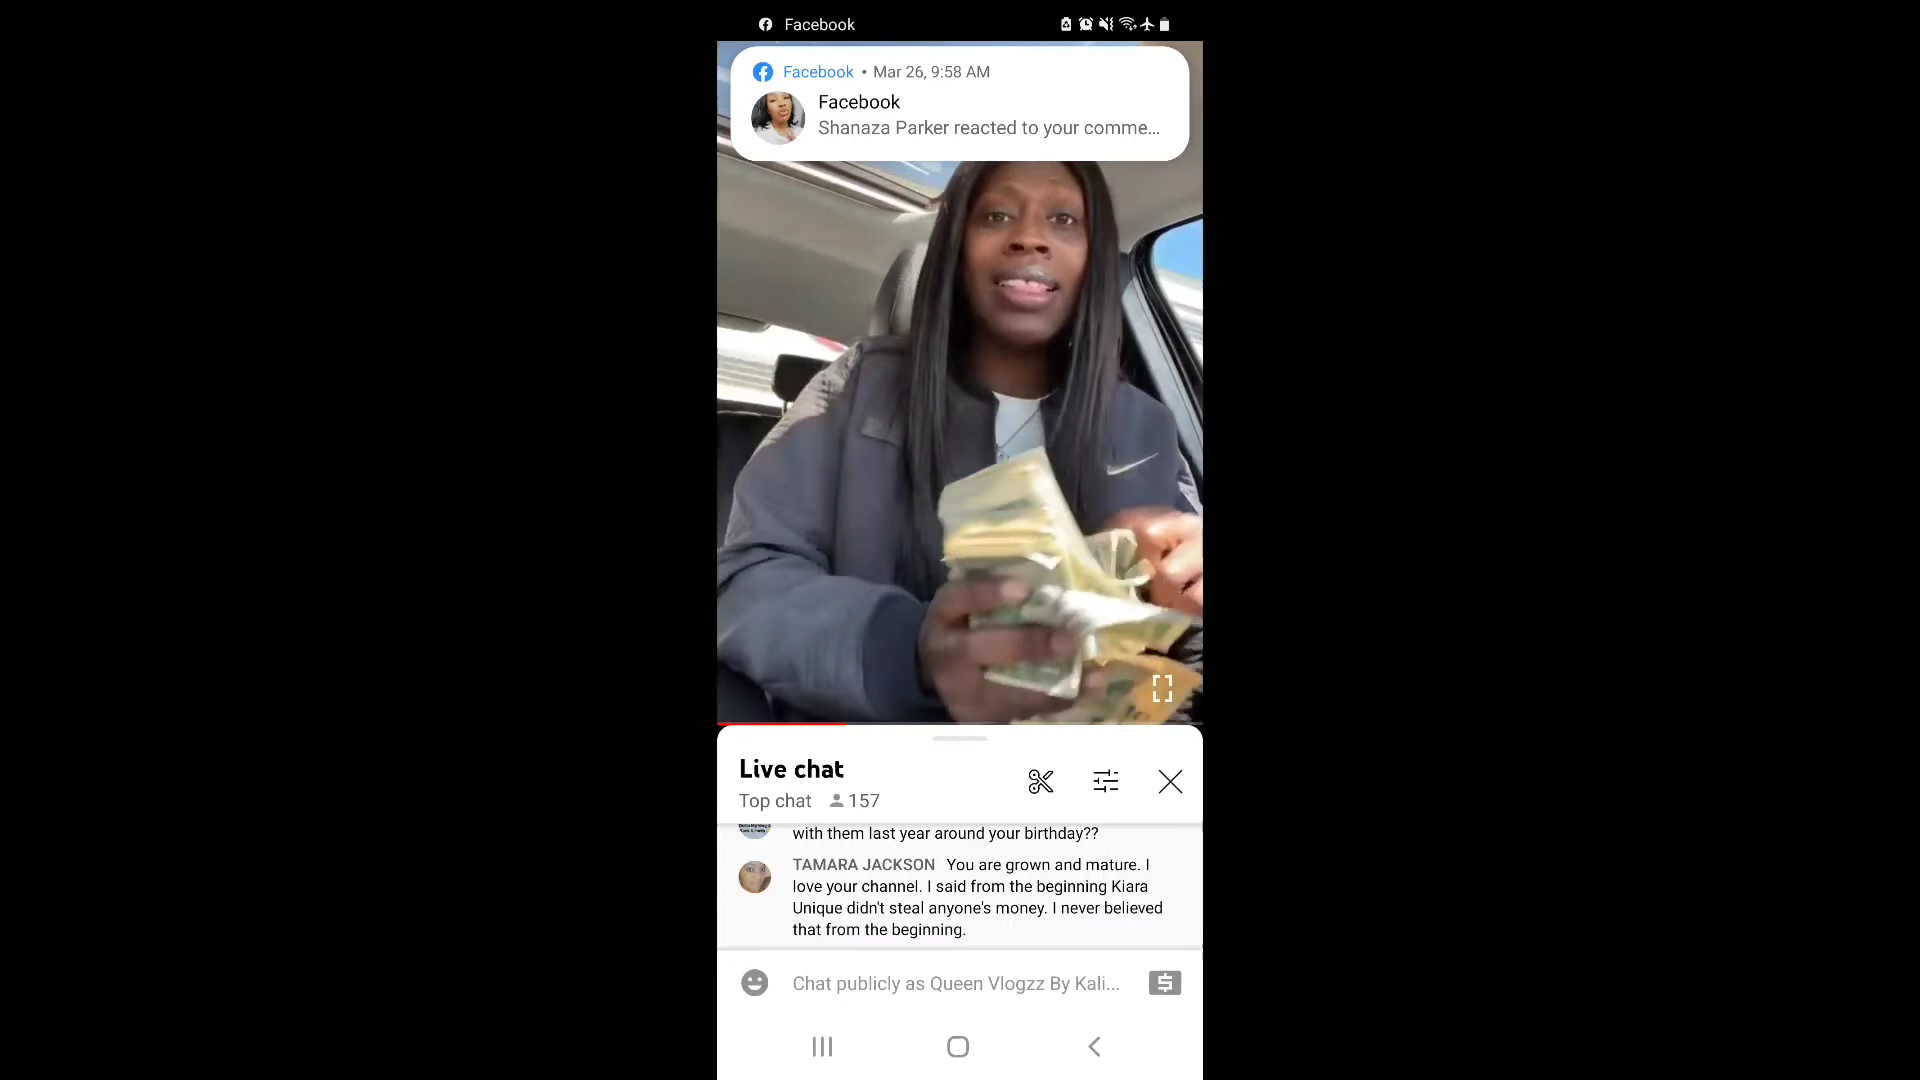 Facebook
Facebook • Mar 26, 9:58 AM
Facebook
Shanaza Parker reacted to your comme...
Live chat
Top chat 157
with them last year around your birthday??
TAMARA JACKSON You are grown and mature. I
love your channel. I said from the beginning Kiara
Unique didn't steal anyone's money. I never believed
that from the beginning.
Chat publicly as Queen Vlogzz By Kali...